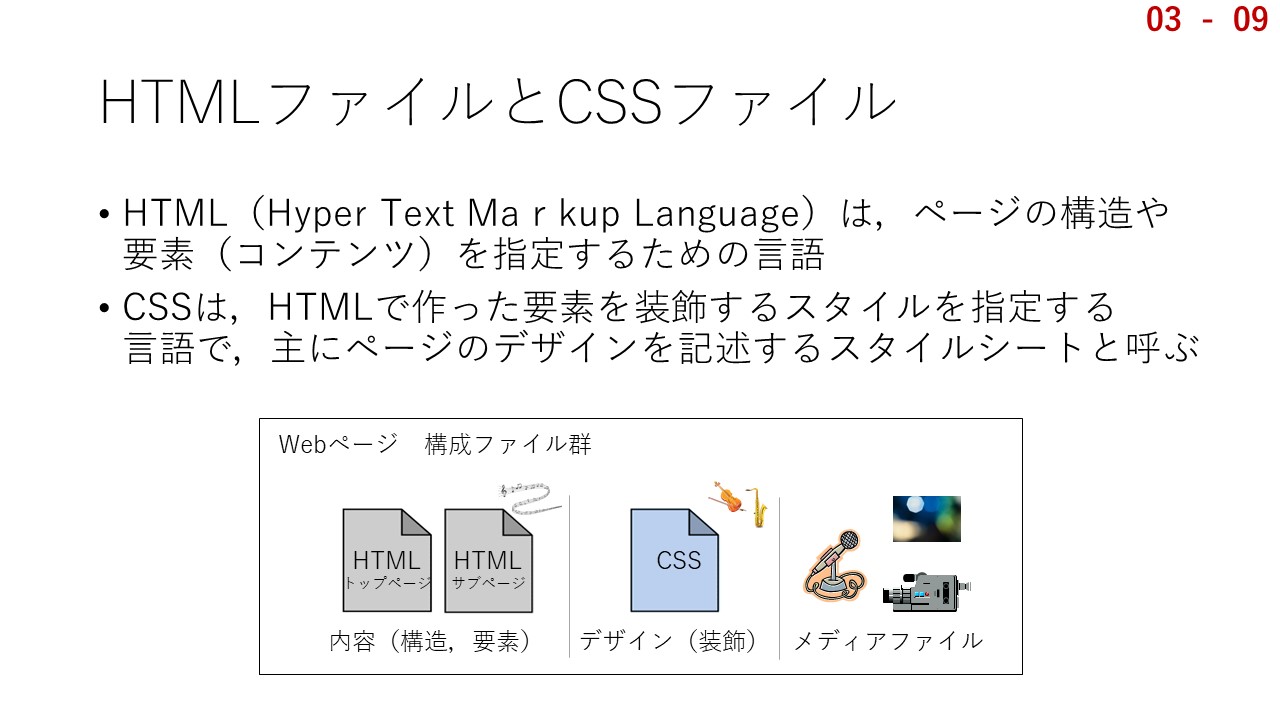 03 - 09
HTMLファイルとCSSファイル
• HTML（Hyper Text Ma r kup Language）は，ページの構造や
要素（コンテンツ）を指定するための言語
• CSSは，HTMLで作った要素を装飾するスタイルを指定する
言語で，主にページのデザインを記述するスタイルシートと呼ぶ
Webページ　構成ファイル群
HTML
トップページ
HTML
サブページ
CSS
内容（構造，要素）
デザイン（装飾）
メディアファイル